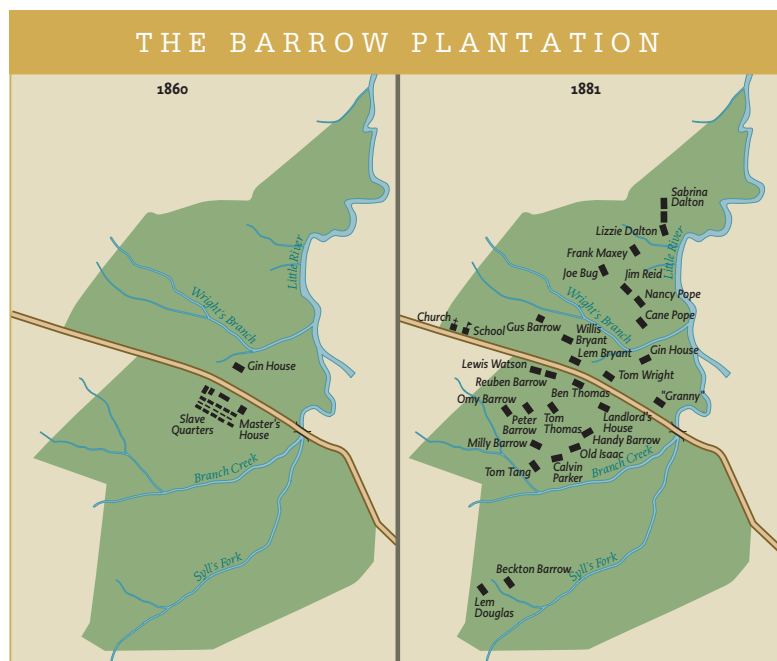 THE BARROW PLANTATION
1860
Little River
Wright's Branch
Gin House
Slave
Quarters
Master's
House
Branch Creek
Syll's Fork
1881
Sabrina
Dalton
Lizzie Dalton
Little River
Frank Maxey
Joe Bug
Jim Reid
Nancy Pope
Wright's Branch
Cane Pope
Church
School
Gus Barrow
Willis
Bryant
Lem Bryant
Gin House
Lewis Watson
Reuben Barrow
Tom Wright
Ben Thomas
"Granny"
Omy Barrow
Peter
Barrow
Tom
Thomas
Landlord's
House
Handy Barrow
Milly Barrow
Old Isaac
Branch Creek
Calvin
Parker
Tom Tang
Beckton Barrow
Syll's Fork
Lem
Douglas